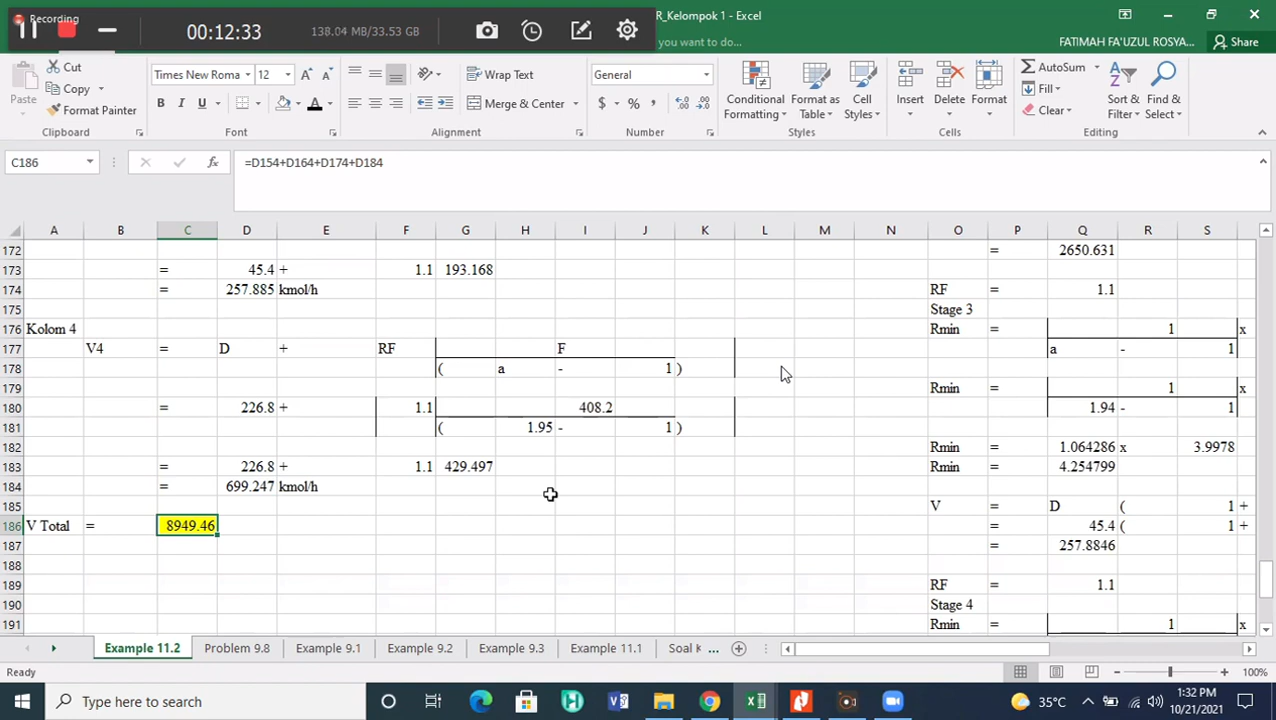 Recording
00:12:33
138.04 MB/33.53 GB
R_Kelompok 1 - Excel
you want to do...
FATIMAH FA'UZUL ROSYA...
Share
Paste
Cut
Copy
Format Painter
Clipboard
Times New Roma
12
B I U
Font
Wrap Text
Merge & Center
Alignment
General
$ % ,
Number
Conditional Formatting
Format as Table
Cell Styles
Styles
Insert
Delete
Format
Cells
AutoSum
Fill
Clear
Sort & Filter
Find & Select
Editing
C186
fx
=D154+D164+D174+D184
A B C D E F G H I J K L M N O P Q R S
172 = 2650.631
173 = 45.4 + 1.1 193.168
174 = 257.885 kmol/h RF = 1.1
175 Stage 3
176 Kolom 4 Rmin = 1 x
177 V4 = D + RF F a - 1
178 ( a - 1 )
179 Rmin = 1 x
180 = 226.8 + 1.1 408.2 1.94 - 1
181 ( 1.95 - 1 )
182 Rmin = 1.064286 x 3.9978
183 = 226.8 + 1.1 429.497 Rmin = 4.254799
184 = 699.247 kmol/h
185 V = D ( 1 +
186 V Total = 8949.46 = 45.4 ( 1 +
187 = 257.8846
188
189 RF = 1.1
190 Stage 4
191 Rmin = 1 x
Example 11.2
Problem 9.8
Example 9.1
Example 9.2
Example 9.3
Example 11.1
Soal K ...
Ready
100%
Type here to search
35°C
1:32 PM
10/21/2021